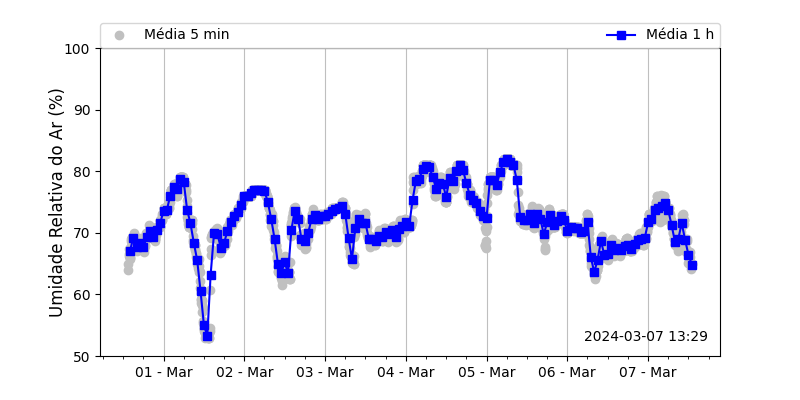 Média 5 min
Média 1 h
Umidade Relativa do Ar (%)
100
90
80
70
60
50
2024-03-07 13:29
01 - Mar
02 - Mar
03 - Mar
04 - Mar
05 - Mar
06 - Mar
07 - Mar